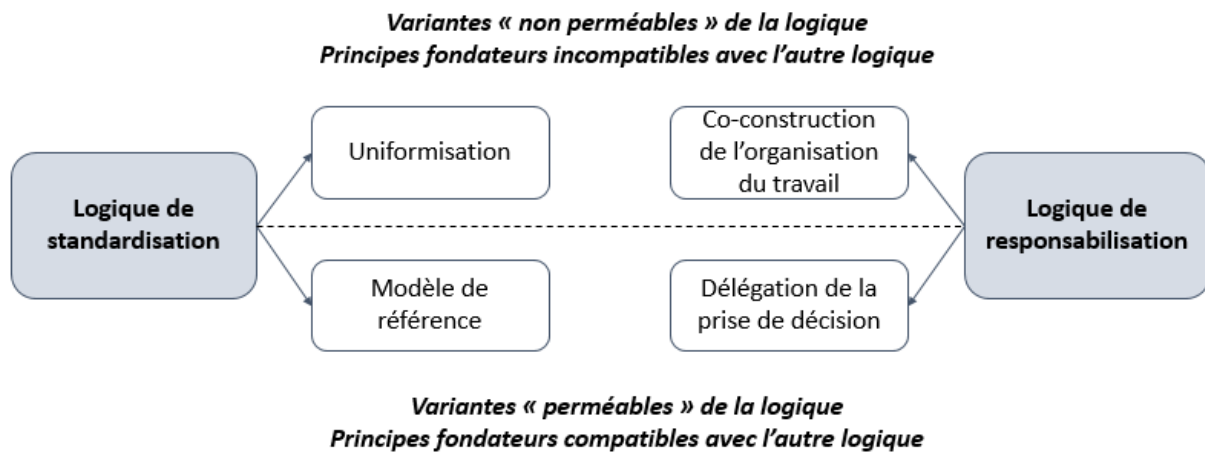 Variantes « non perméables » de la logique
Principes fondateurs incompatibles avec l’autre logique
Logique de
standardisation
Uniformisation
Modèle de
référence
Co-construction
de l’organisation
du travail
Délégation de la
prise de décision
Logique de
responsabilisation
Variantes « perméables » de la logique
Principes fondateurs compatibles avec l’autre logique